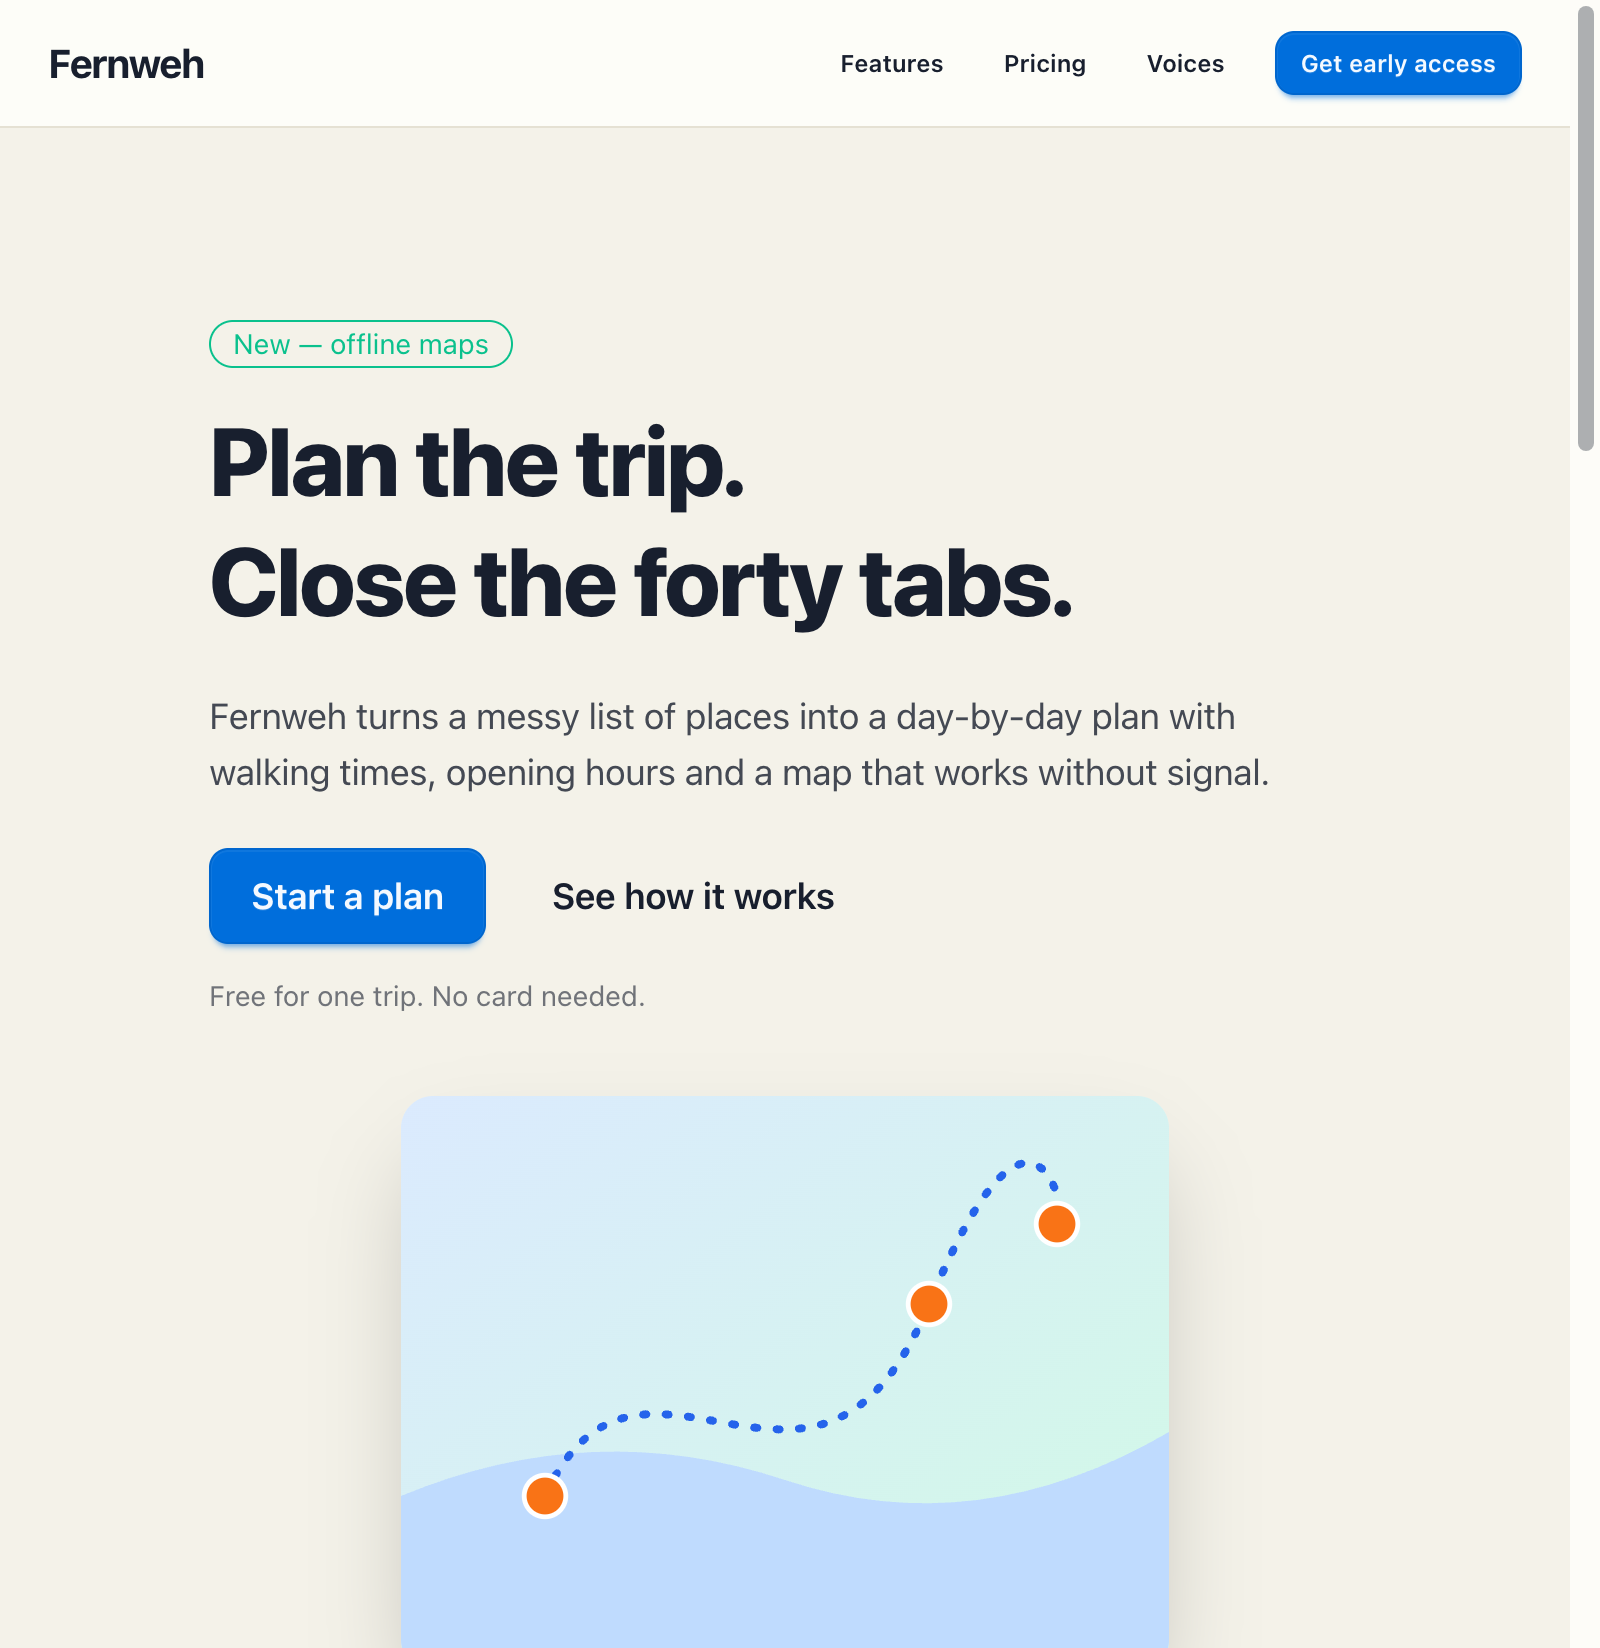 Fernweh
Features
Pricing
Voices
Get early access
New — offline maps
Plan the trip.
Close the forty tabs.
Fernweh turns a messy list of places into a day-by-day plan with
walking times, opening hours and a map that works without signal.
Start a plan
See how it works
Free for one trip. No card needed.